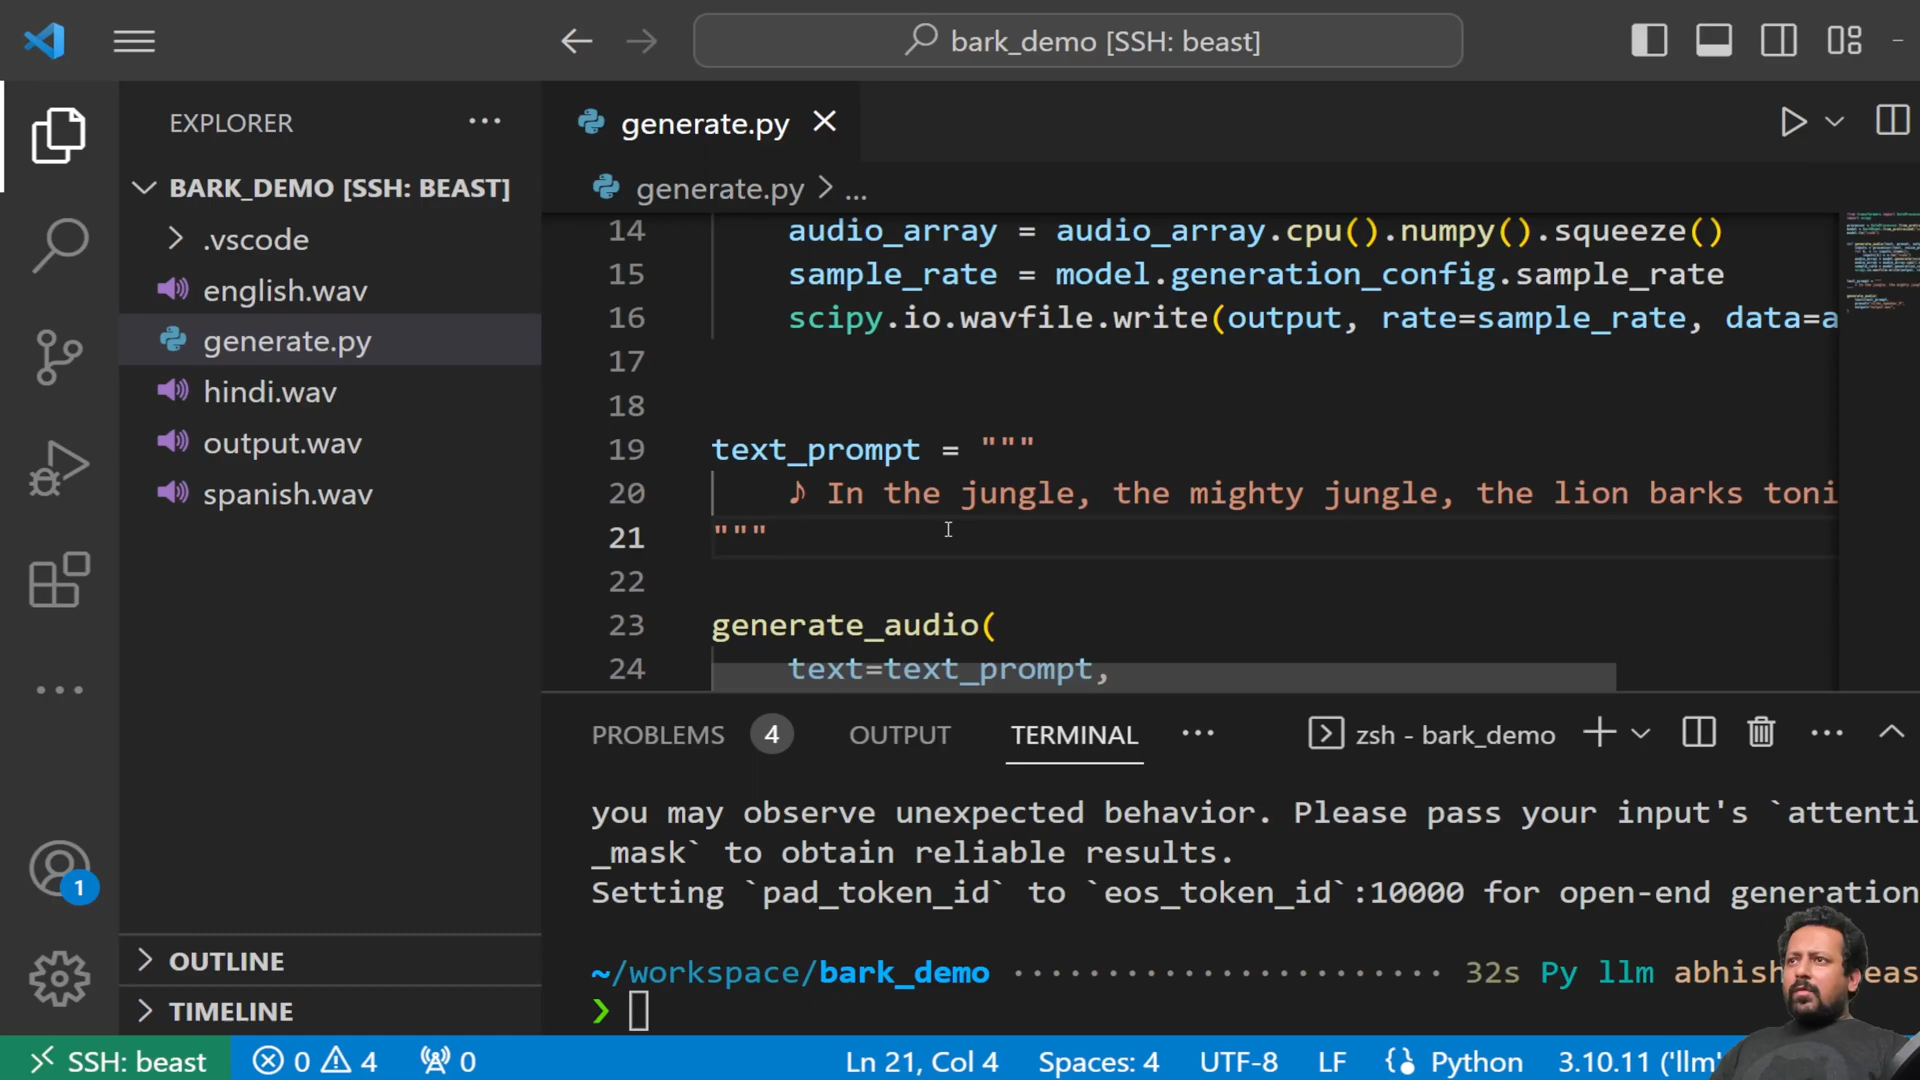 bark_demo [SSH: beast]
EXPLORER
BARK_DEMO [SSH: BEAST]
.vscode
english.wav
generate.py
hindi.wav
output.wav
spanish.wav
OUTLINE
TIMELINE
generate.py
generate.py > ...
14 audio_array = audio_array.cpu().numpy().squeeze()
15 sample_rate = model.generation_config.sample_rate
16 scipy.io.wavfile.write(output, rate=sample_rate, data=a
17
18
19 text_prompt = """
20 ♪ In the jungle, the mighty jungle, the lion barks toni
21 """
22
23 generate_audio(
24 text=text_prompt,
PROBLEMS 4 OUTPUT TERMINAL ... zsh - bark_demo
you may observe unexpected behavior. Please pass your input's `attenti
_mask` to obtain reliable results.
Setting `pad_token_id` to `eos_token_id`:10000 for open-end generation
~/workspace/bark_demo 32s Py llm abhish eas
❯
1
SSH: beast 0 4 0 Ln 21, Col 4 Spaces: 4 UTF-8 LF Python 3.10.11 ('llm'